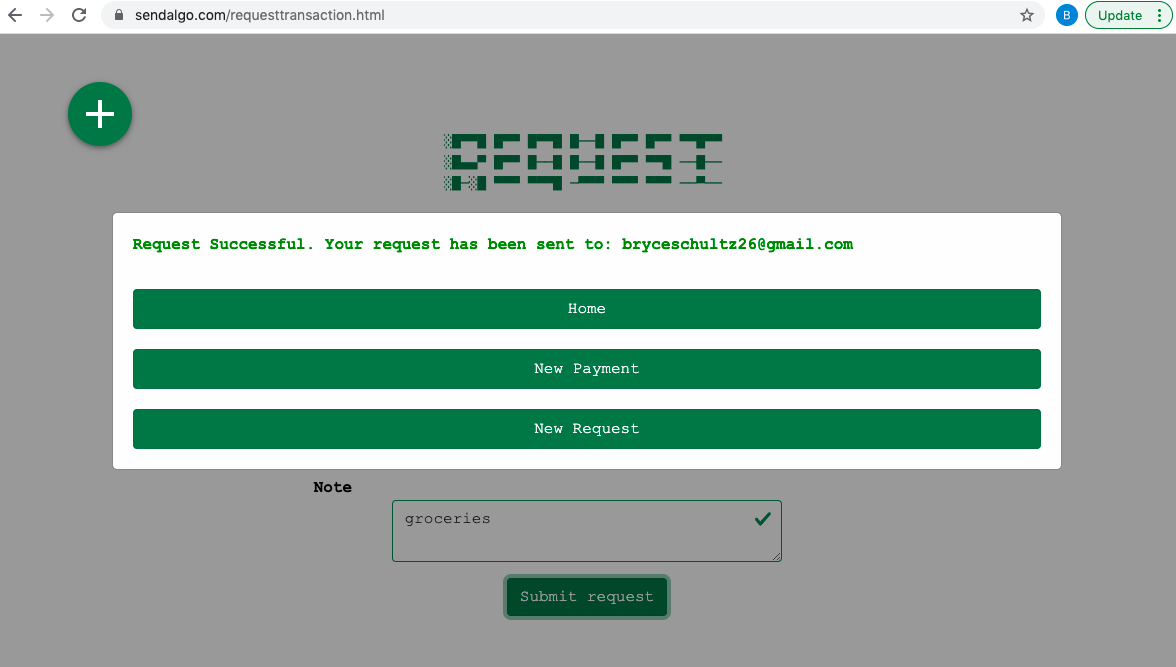 sendalgo.com/requesttransaction.html
B
Update
REQUEST
Request Successful. Your request has been sent to: bryceschultz26@gmail.com
Home
New Payment
New Request
Note
groceries
Submit request